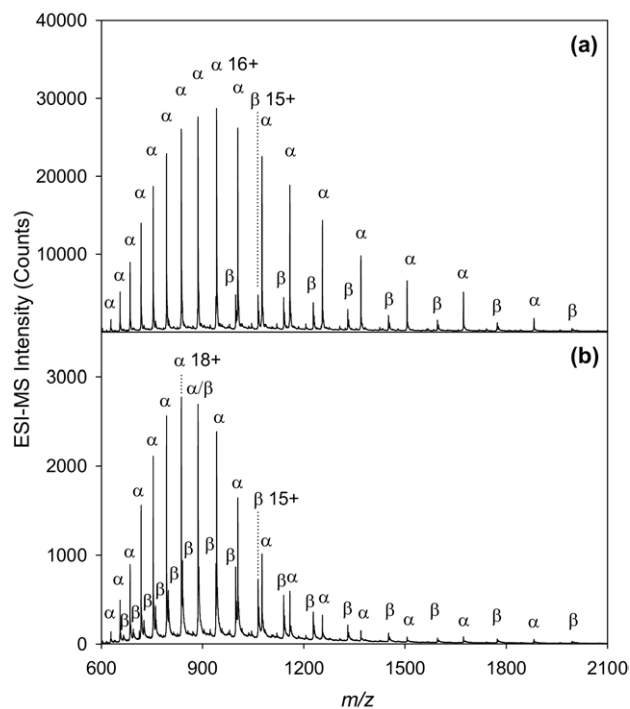 40000
(a)
α α 16+
α α
β 15+
α α
30000
α α
α
20000
α α
α
α α
ESI-MS Intensity (Counts)
10000
α α
α β β β β α
α β β β α β
0
(b)
α 18+
3000
α/β
α α
α
2000
α
α
β 15+
1000
α α
β β β
α β β β α
α β β β β β α β α β α β β α β α β
0
600 900 1200 1500 1800 2100
m/z